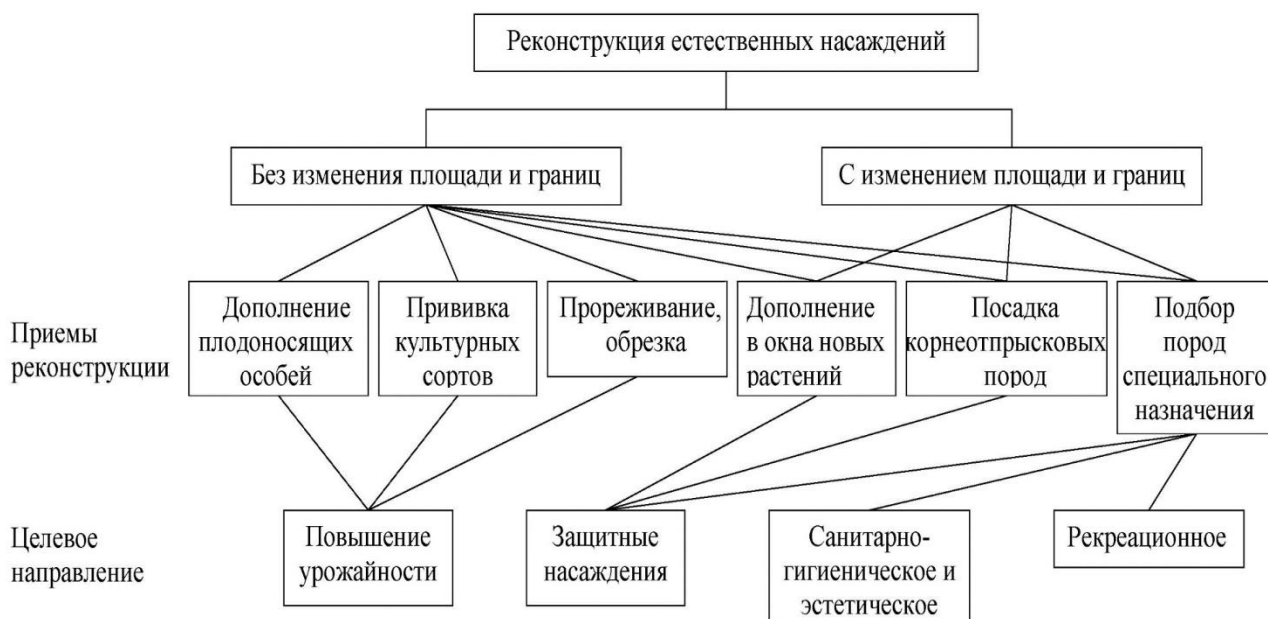 Реконструкция естественных насаждений
Без изменения площади и границ
С изменением площади и границ
Приемы
реконструкции
Дополнение
плодоносящих
особей
Прививка
культурных
сортов
Прореживание,
обрезка
Дополнение
в окна новых
растений
Посадка
корнеотпрысковых
пород
Подбор
пород
специального
назначения
Целевое
направление
Повышение
урожайности
Защитные
насаждения
Санитарно-
гигиеническое и
эстетическое
Рекреационное